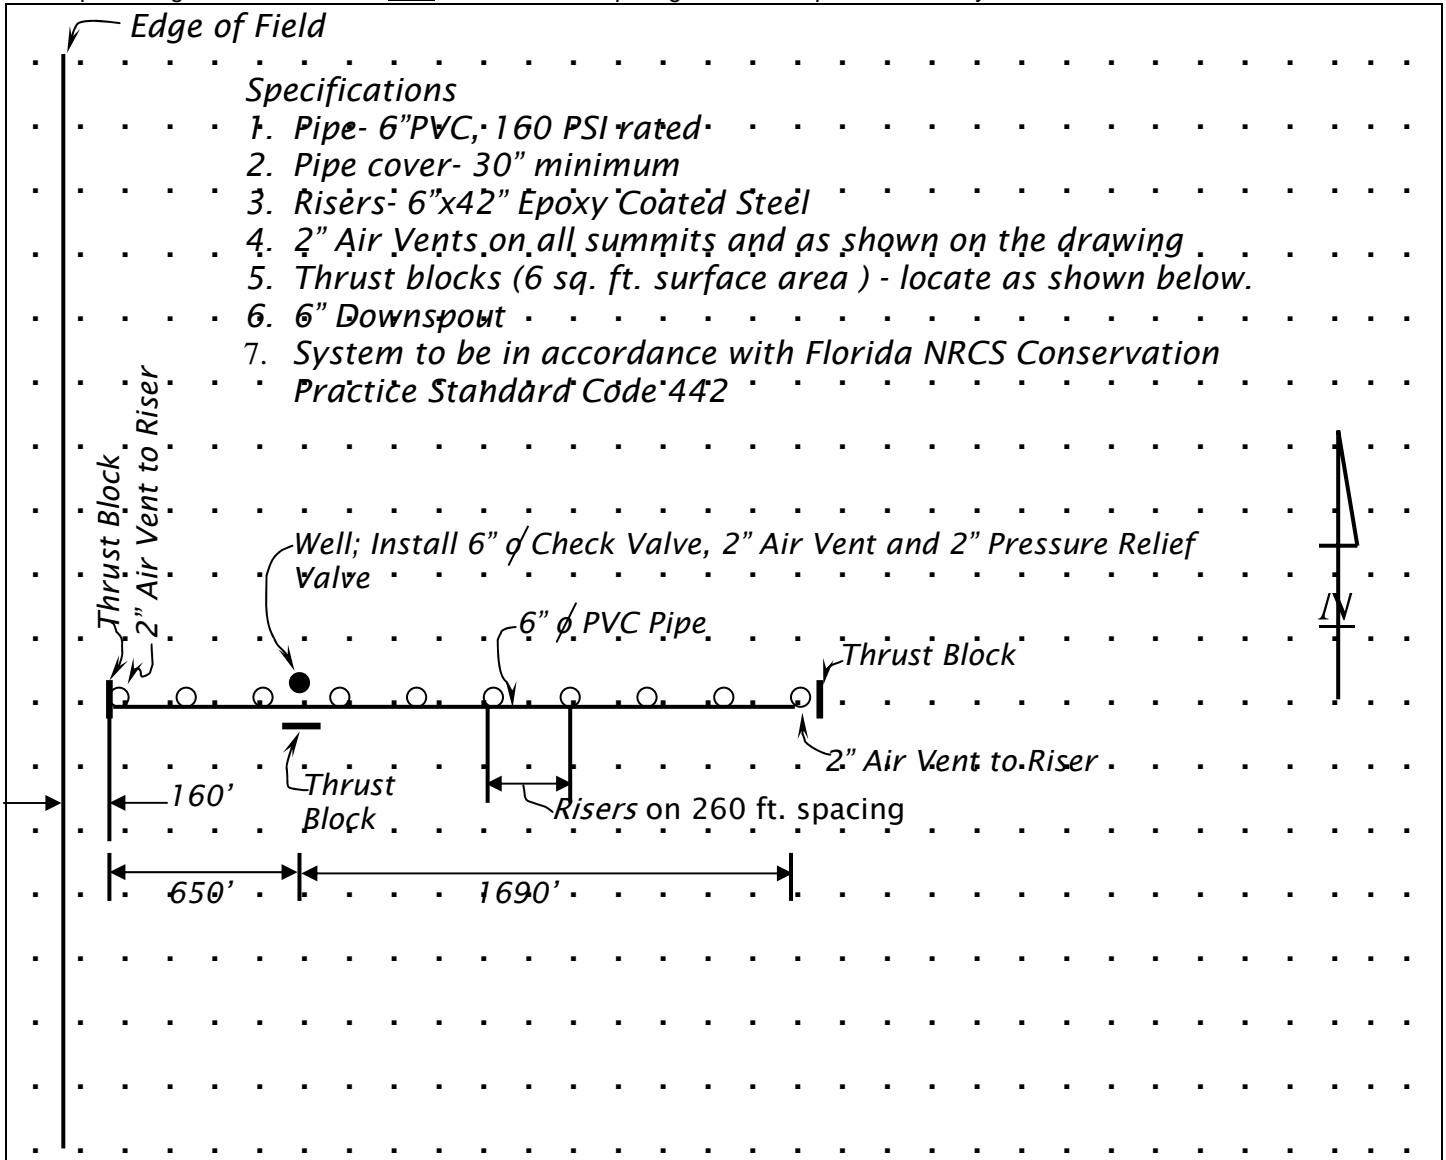 Edge of Field
Specifications
1. Pipe- 6”PVC, 160 PSI rated
2. Pipe cover- 30” minimum
3. Risers- 6”x42” Epoxy Coated Steel
4. 2” Air Vents on all summits and as shown on the drawing
5. Thrust blocks (6 sq. ft. surface area ) - locate as shown below.
6. 6” Downspout
7. System to be in accordance with Florida NRCS Conservation
Practice Standard Code 442
Thrust Block
2” Air Vent to Riser
Well; Install 6” ø Check Valve, 2” Air Vent and 2” Pressure Relief
Valve
6” ø PVC Pipe
N
Thrust Block
2” Air Vent to Riser
160’
Thrust
Block
Risers on 260 ft. spacing
650’
1690’